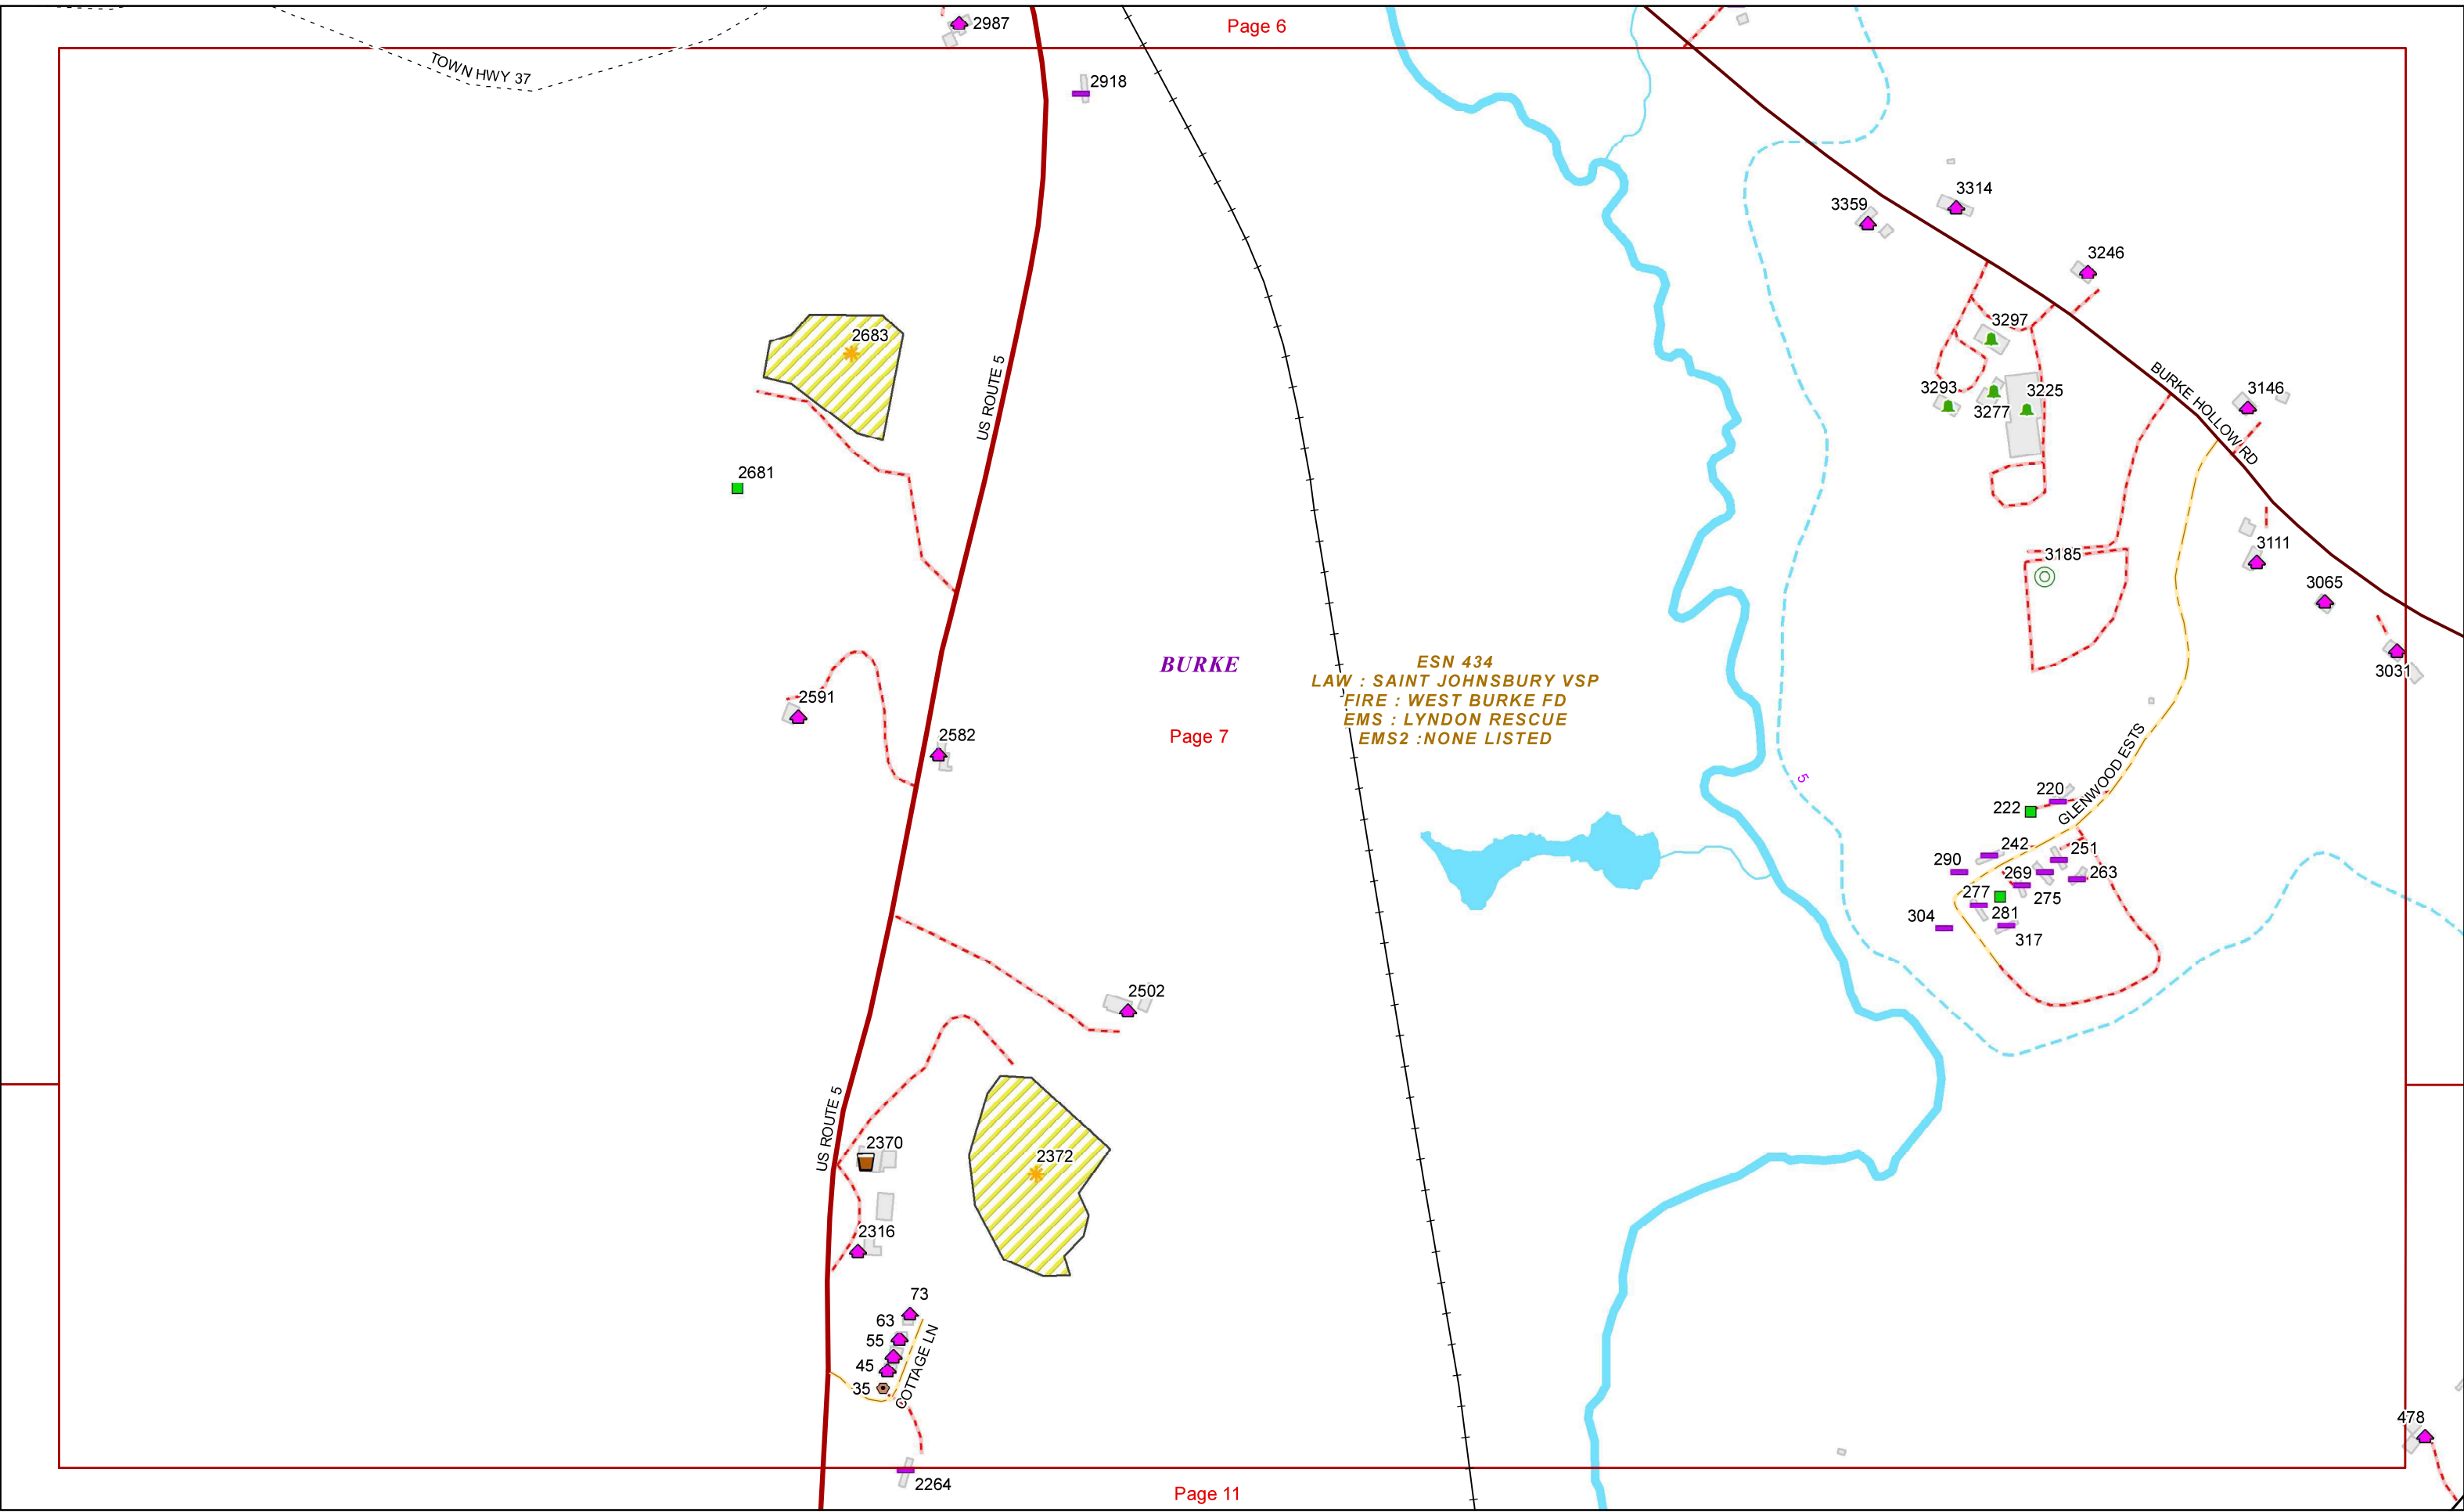 Page 6
2987
TOWN HWY 37
2918
3314
3359
3246
3297
2683
US ROUTE 5
BURKE HOLLOW RD
3293
3225
3146
3277
2681
3111
3185
3065
BURKE
ESN 434
LAW : SAINT JOHNSBURY VSP
FIRE : WEST BURKE FD
EMS : LYNDON RESCUE
EMS2 :NONE LISTED
3031
2591
2582
Page 7
5
GLENWOOD ESTS
220
222
242
251
290
269
263
277
275
281
304
317
2502
US ROUTE 5
2370
2372
2316
73
63
55
45
35
COTTAGE LN
478
2264
Page 11